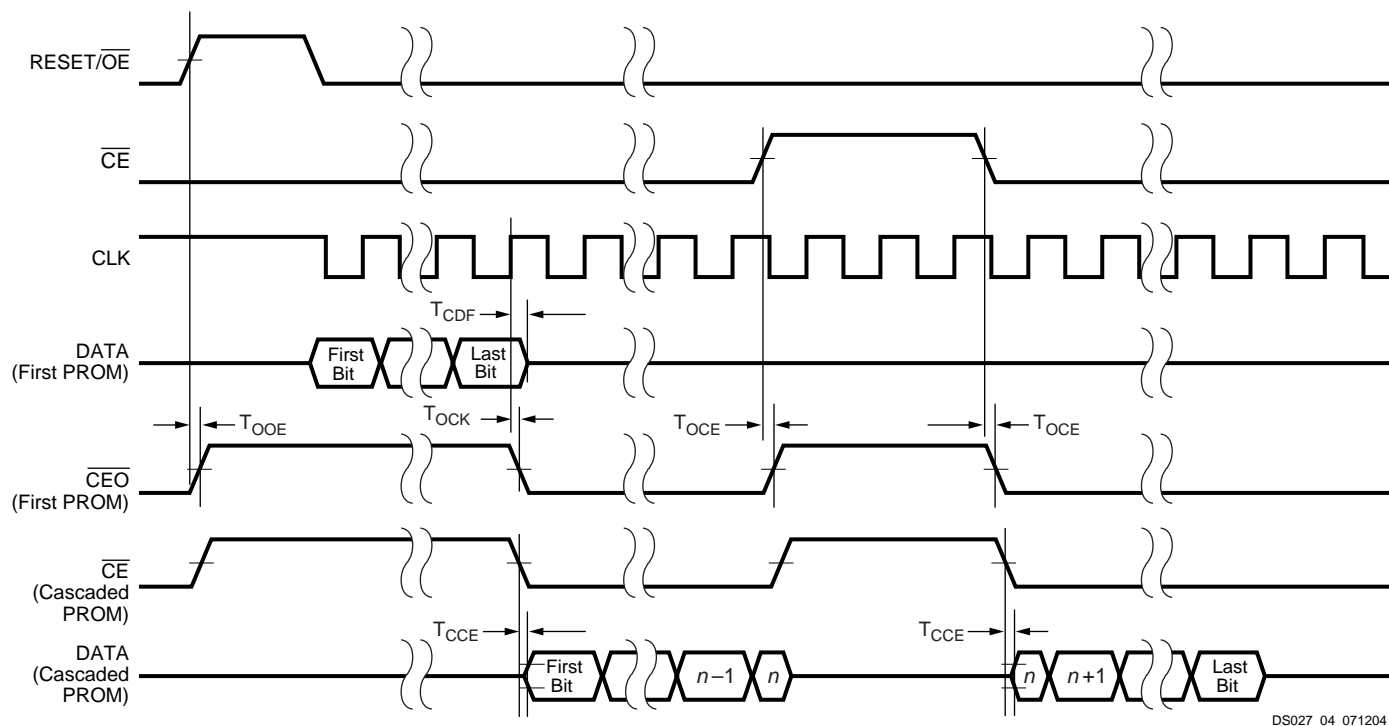 RESET/OE
CE
CLK
TCDF
DATA
(First PROM)
First
Bit
Last
Bit
TOOE
TOCK
TOCE
TOCE
CEO
(First PROM)
CE
(Cascaded
PROM)
TCCE
TCCE
DATA
(Cascaded
PROM)
First
Bit
n–1
n
n
n+1
Last
Bit
DS027_04_071204